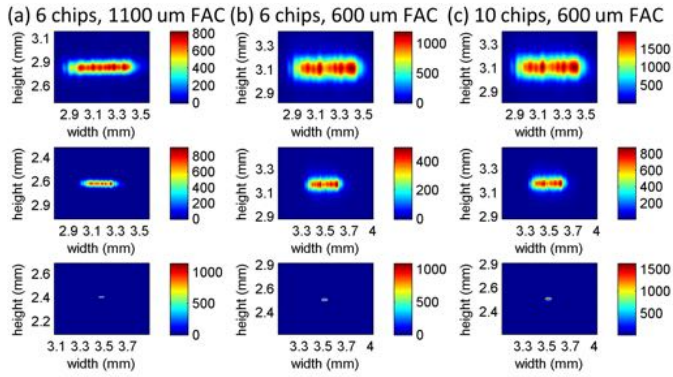 (a) 6 chips, 1100 um FAC (b) 6 chips, 600 um FAC (c) 10 chips, 600 um FAC
height (mm) 3.1 2.9 2.6 2.9 3.1 3.3 3.5 width (mm) 800 600 400 200 0
height (mm) 3.3 3.1 2.9 2.9 3.1 3.3 3.5 width (mm) 1000 500 0
height (mm) 3.3 3.1 2.9 2.9 3.1 3.3 3.5 width (mm) 1500 1000 500 0
height (mm) 2.4 2.6 2.9 2.9 3.1 3.3 3.5 width (mm) 800 600 400 200 0
height (mm) 3.4 3.1 2.9 3.3 3.5 3.7 4 width (mm) 400 200 0
height (mm) 3.4 3.1 2.9 3.3 3.5 3.7 4 width (mm) 800 600 400 200 0
height (mm) 2.6 2.4 2.2 3.1 3.3 3.5 3.7 width (mm) 1000 500 0
height (mm) 2.9 2.6 2.4 3.3 3.5 3.7 4 width (mm) 1000 500 0
height (mm) 2.9 2.6 2.4 3.3 3.5 3.7 4 width (mm) 1500 1000 500 0